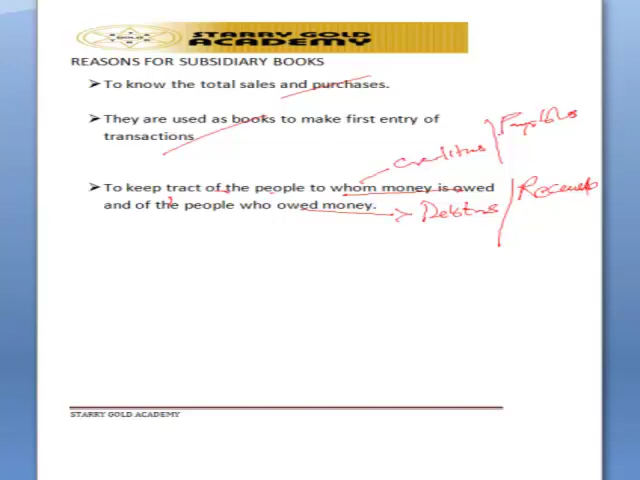 STARRY GOLD
ACADEMY
REASONS FOR SUBSIDIARY BOOKS
➤ To know the total sales and purchases.
➤ They are used as books to make first entry of
transactions
Payables
Creditors
➤ To keep tract of the people to whom money is owed
and of the people who owed money.
Debtors
STARRY GOLD ACADEMY